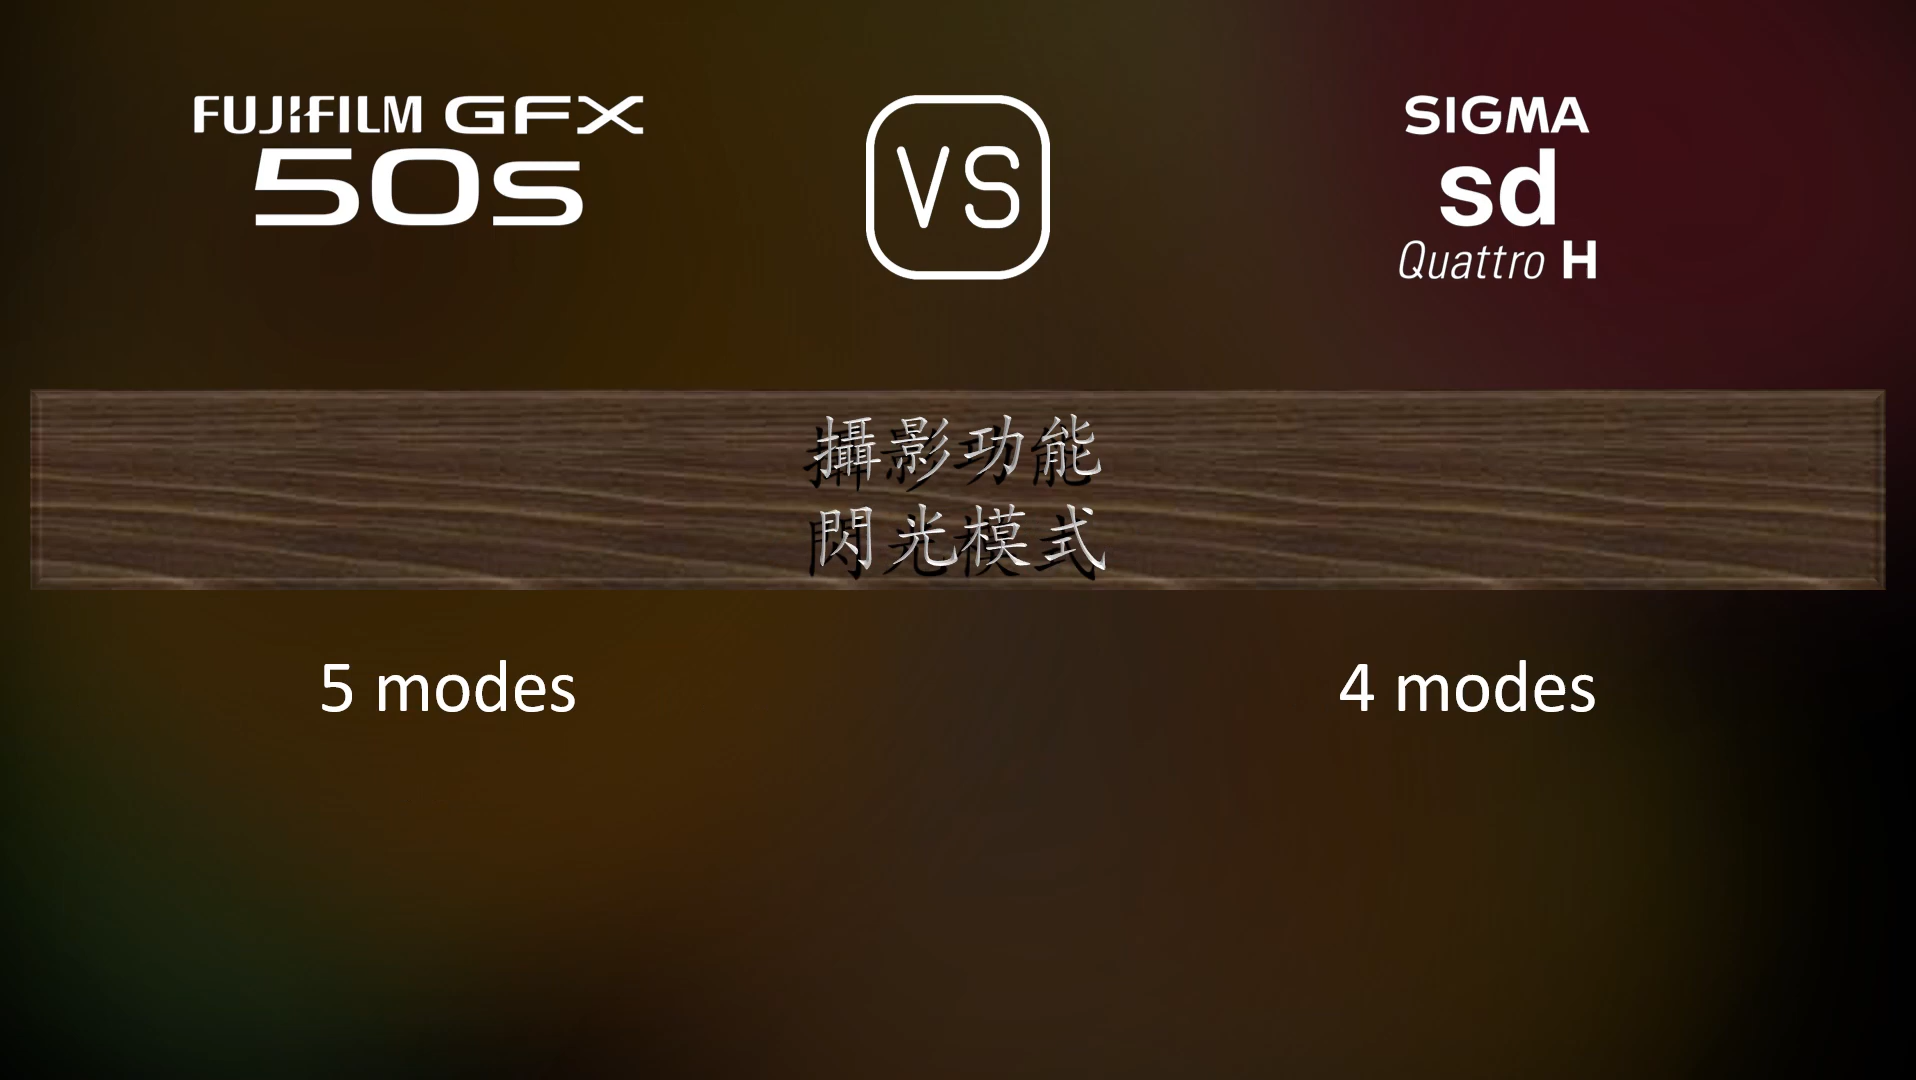 FUJIFILM GFX
50S
VS
SIGMA
sd
Quattro H
攝影功能
閃光模式
5 modes
4 modes